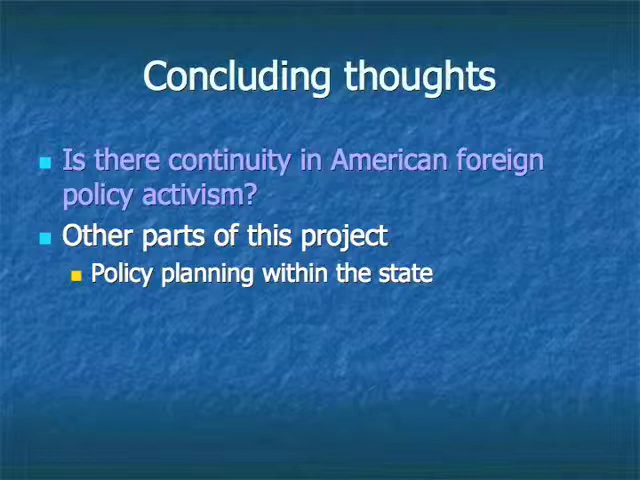 Concluding thoughts
Is there continuity in American foreign
policy activism?
Other parts of this project
Policy planning within the state